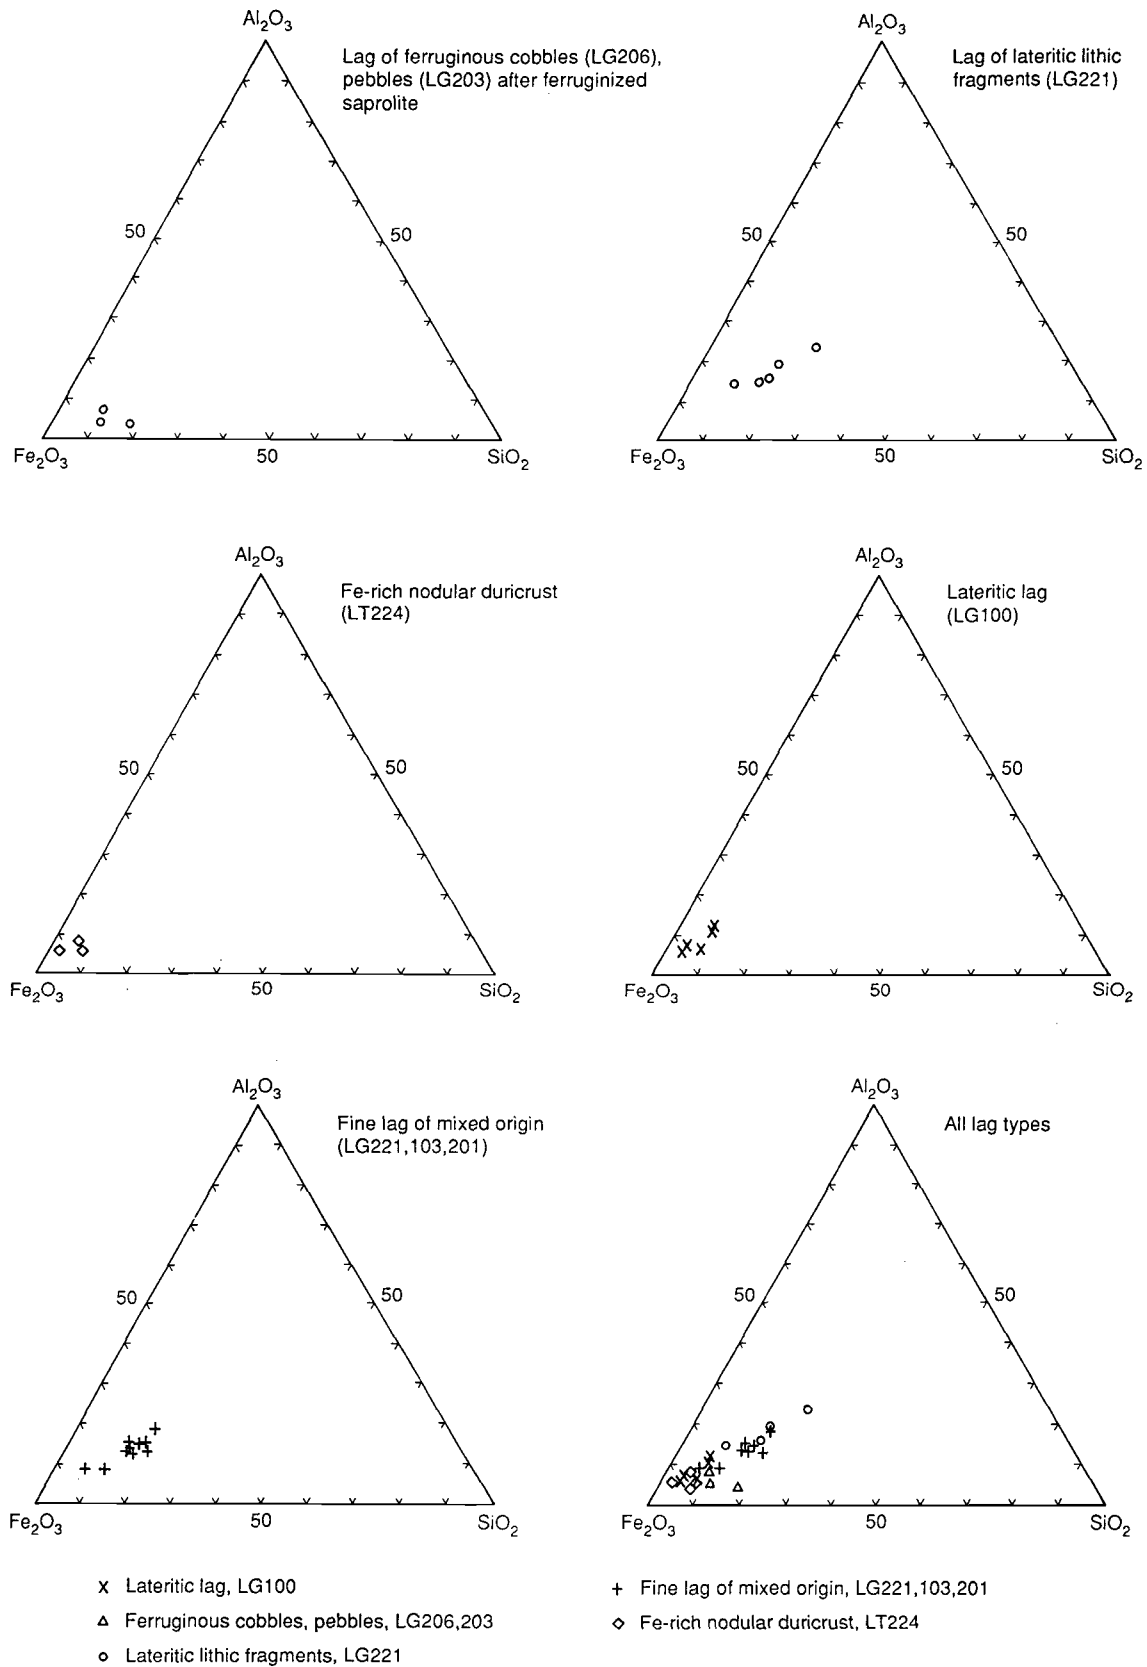 Al₂O₃
Lag of ferruginous cobbles (LG206),
pebbles (LG203) after ferruginized
saprolite
50
50
Fe₂O₃
50
SiO₂
Al₂O₃
Lag of lateritic lithic
fragments (LG221)
50
50
Fe₂O₃
50
SiO₂
Al₂O₃
Fe-rich nodular duricrust
(LT224)
50
50
Fe₂O₃
50
SiO₂
Al₂O₃
Lateritic lag
(LG100)
50
50
Fe₂O₃
50
SiO₂
Al₂O₃
Fine lag of mixed origin
(LG221,103,201)
50
50
Fe₂O₃
50
SiO₂
Al₂O₃
All lag types
50
50
Fe₂O₃
50
SiO₂
Lateritic lag, LG100
Ferruginous cobbles, pebbles, LG206,203
Lateritic lithic fragments, LG221
Fine lag of mixed origin, LG221,103,201
Fe-rich nodular duricrust, LT224